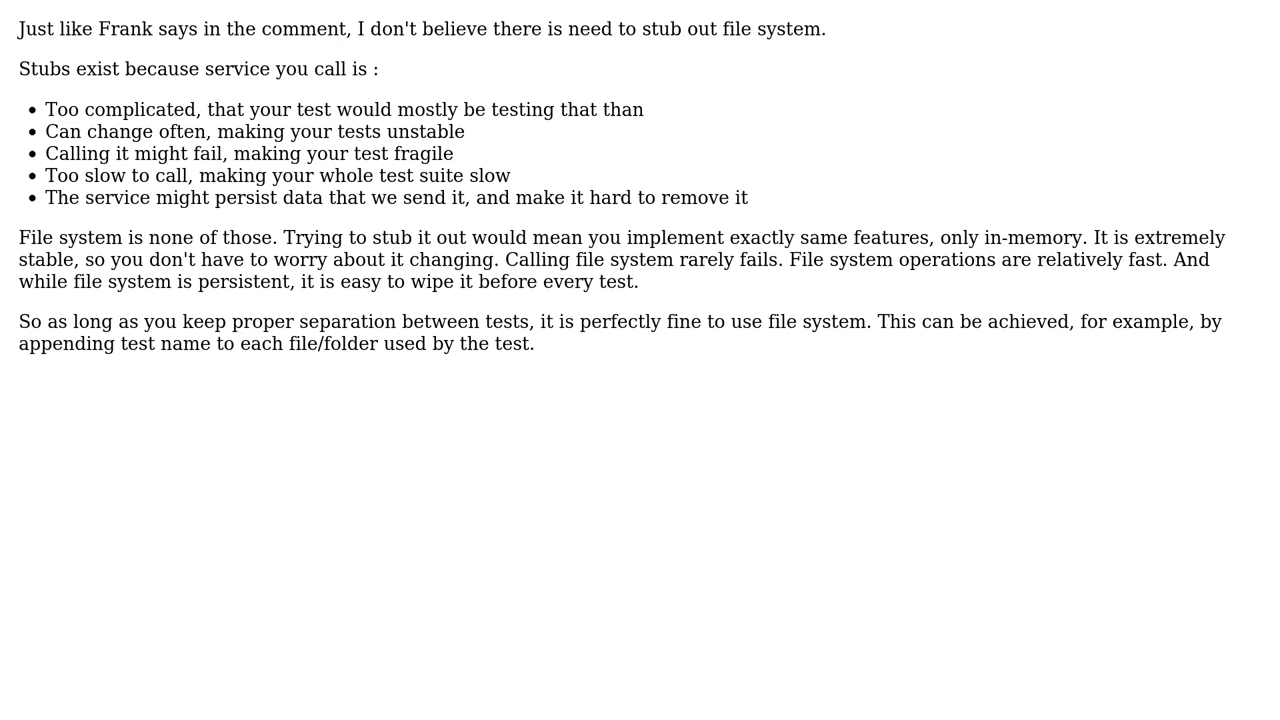 Just like Frank says in the comment, I don't believe there is need to stub out file system.
Stubs exist because service you call is :
• Too complicated, that your test would mostly be testing that than
• Can change often, making your tests unstable
• Calling it might fail, making your test fragile
• Too slow to call, making your whole test suite slow
• The service might persist data that we send it, and make it hard to remove it
File system is none of those. Trying to stub it out would mean you implement exactly same features, only in-memory. It is extremely
stable, so you don't have to worry about it changing. Calling file system rarely fails. File system operations are relatively fast. And
while file system is persistent, it is easy to wipe it before every test.
So as long as you keep proper separation between tests, it is perfectly fine to use file system. This can be achieved, for example, by
appending test name to each file/folder used by the test.